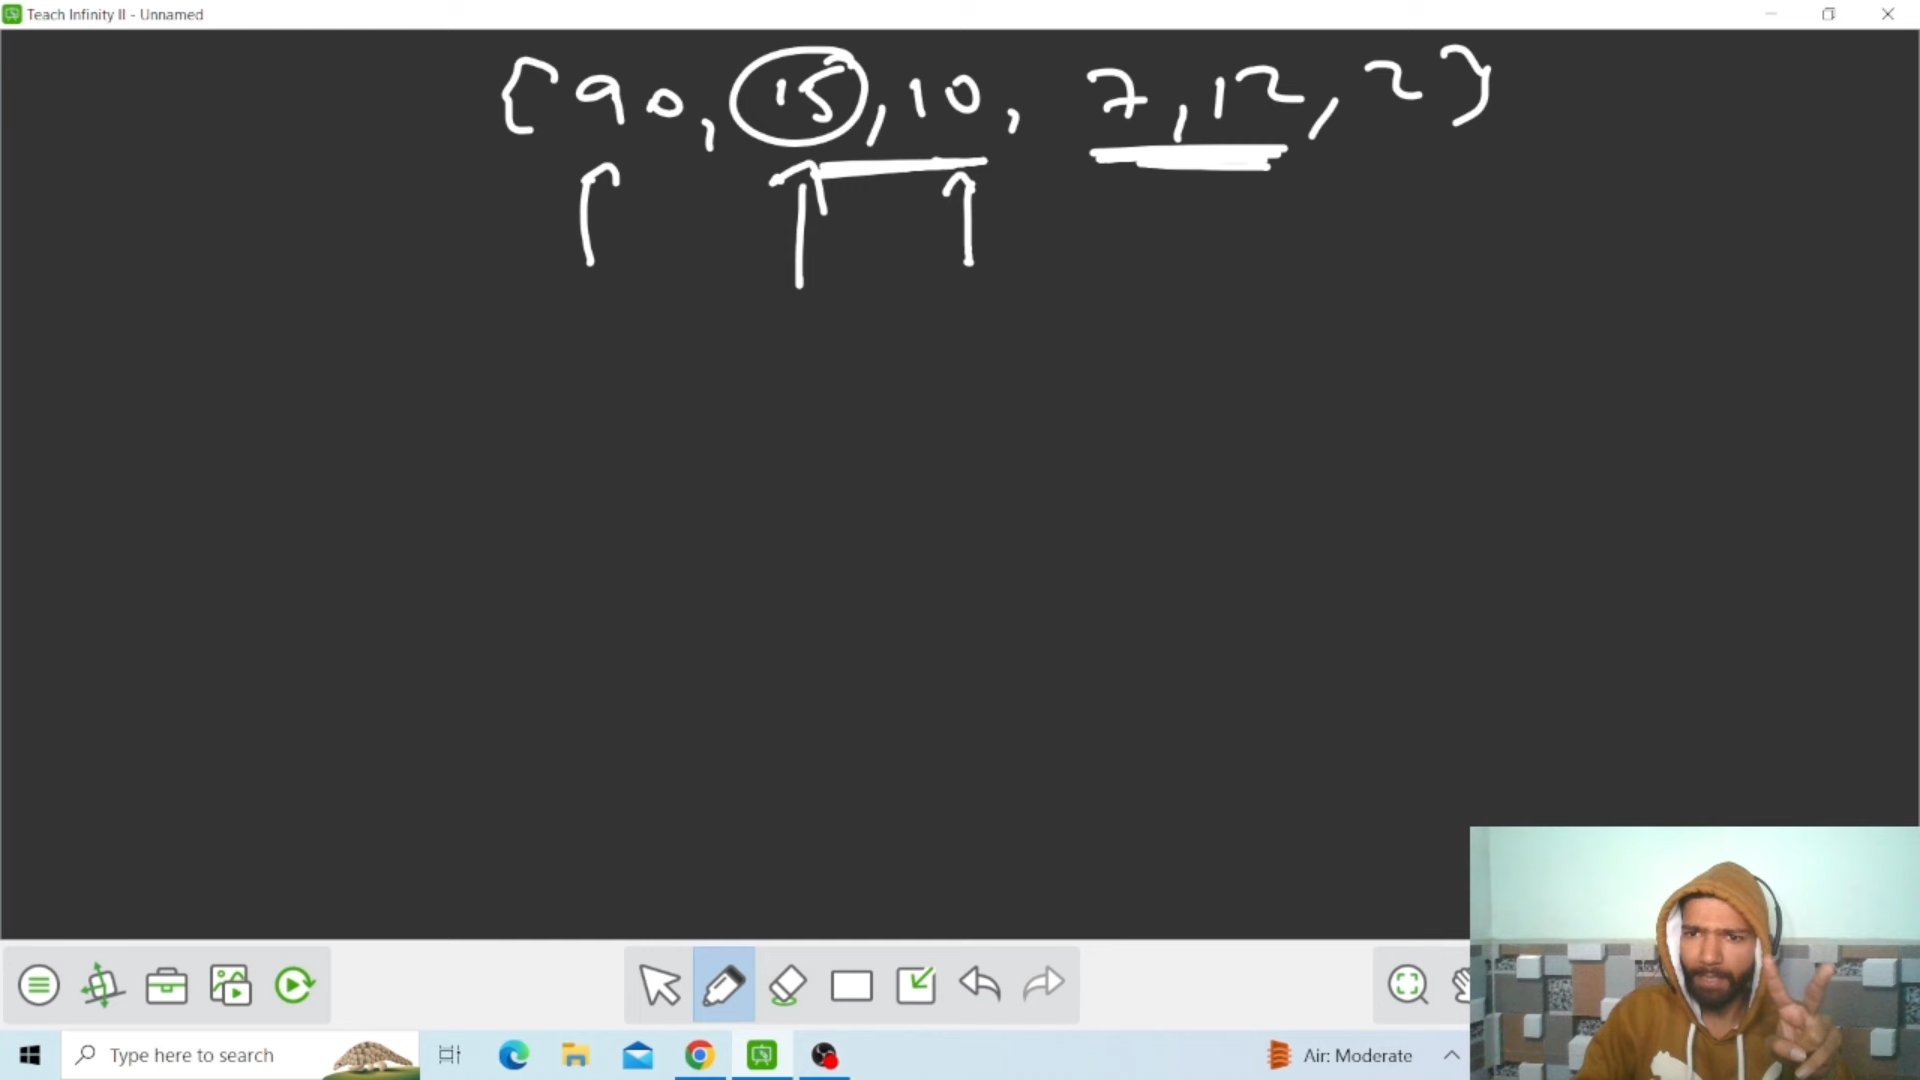 Teach Infinity II - Unnamed
{90, 15, 10, 7, 12, 2}
Type here to search
Air: Moderate